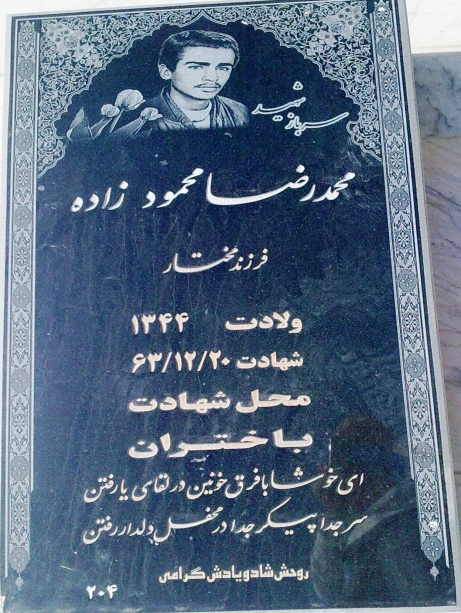 سرباز شهید
محمدرضا محمود زاده
فرزند مختار
ولادت ۱۳۴۴
شهادت ۶۳/۱۲/۲۰
محل شهادت
باختران
ای خوشا با فرق خونین در لقای یار رفتن
سر جدا پیکر جدا در محفل دلدار رفتن
روحش شاد و یادش گرامی
۲۰۴